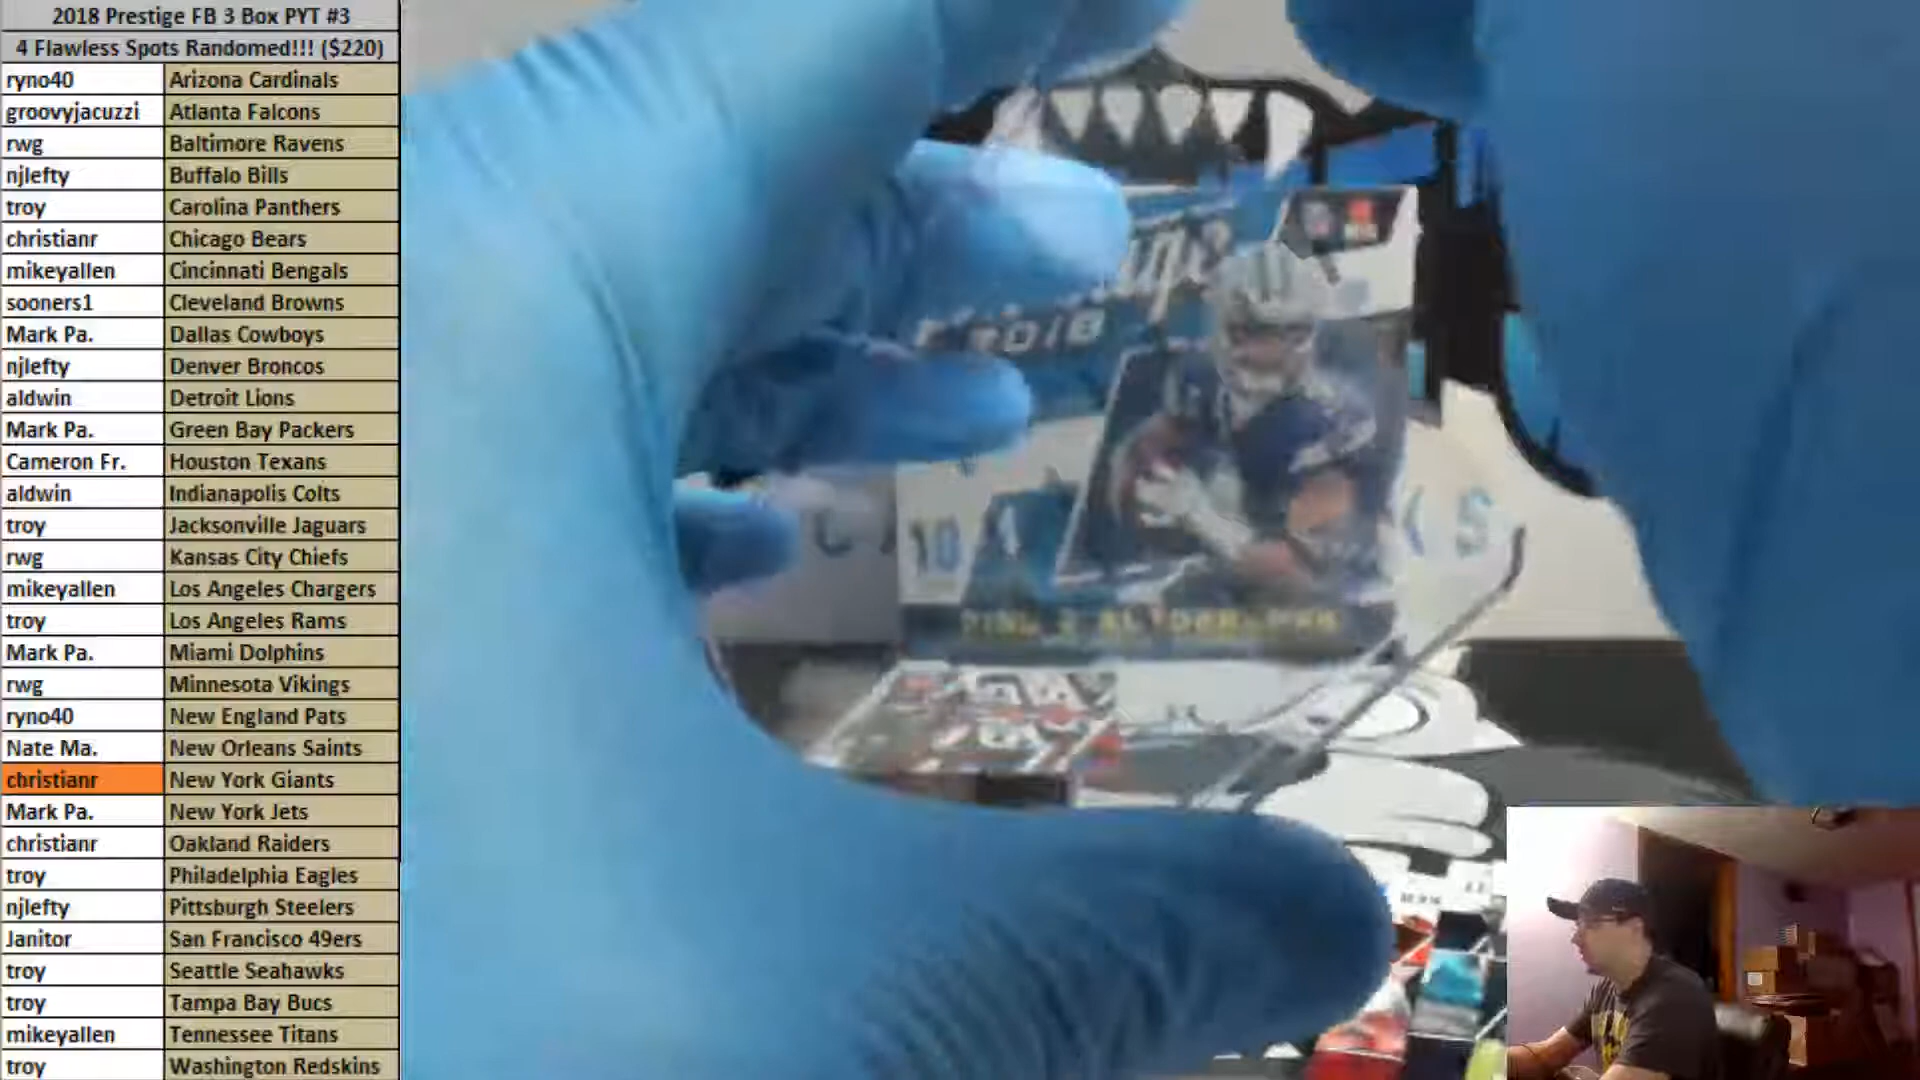 2018 Prestige FB 3 Box PYT #3
4 Flawless Spots Randomed!!! ($220)
ryno40 Arizona Cardinals
groovyjacuzzi Atlanta Falcons
rwg Baltimore Ravens
njlefty Buffalo Bills
troy Carolina Panthers
christianr Chicago Bears
mikeyallen Cincinnati Bengals
sooners1 Cleveland Browns
Mark Pa. Dallas Cowboys
njlefty Denver Broncos
aldwin Detroit Lions
Mark Pa. Green Bay Packers
Cameron Fr. Houston Texans
aldwin Indianapolis Colts
troy Jacksonville Jaguars
rwg Kansas City Chiefs
mikeyallen Los Angeles Chargers
troy Los Angeles Rams
Mark Pa. Miami Dolphins
rwg Minnesota Vikings
ryno40 New England Pats
Nate Ma. New Orleans Saints
christianr New York Giants
Mark Pa. New York Jets
christianr Oakland Raiders
troy Philadelphia Eagles
njlefty Pittsburgh Steelers
Janitor San Francisco 49ers
troy Seattle Seahawks
troy Tampa Bay Bucs
mikeyallen Tennessee Titans
troy Washington Redskins
2018
10